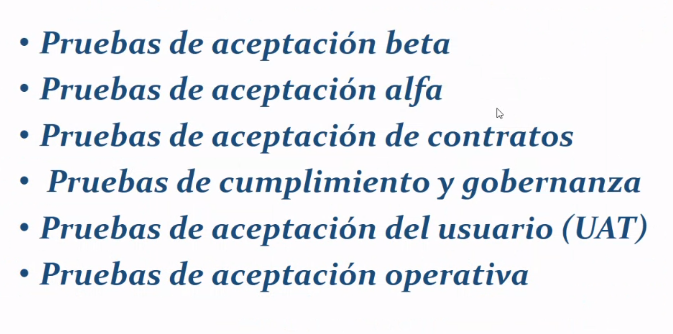 • Pruebas de aceptación beta
• Pruebas de aceptación alfa
• Pruebas de aceptación de contratos
• Pruebas de cumplimiento y gobernanza
• Pruebas de aceptación del usuario (UAT)
• Pruebas de aceptación operativa